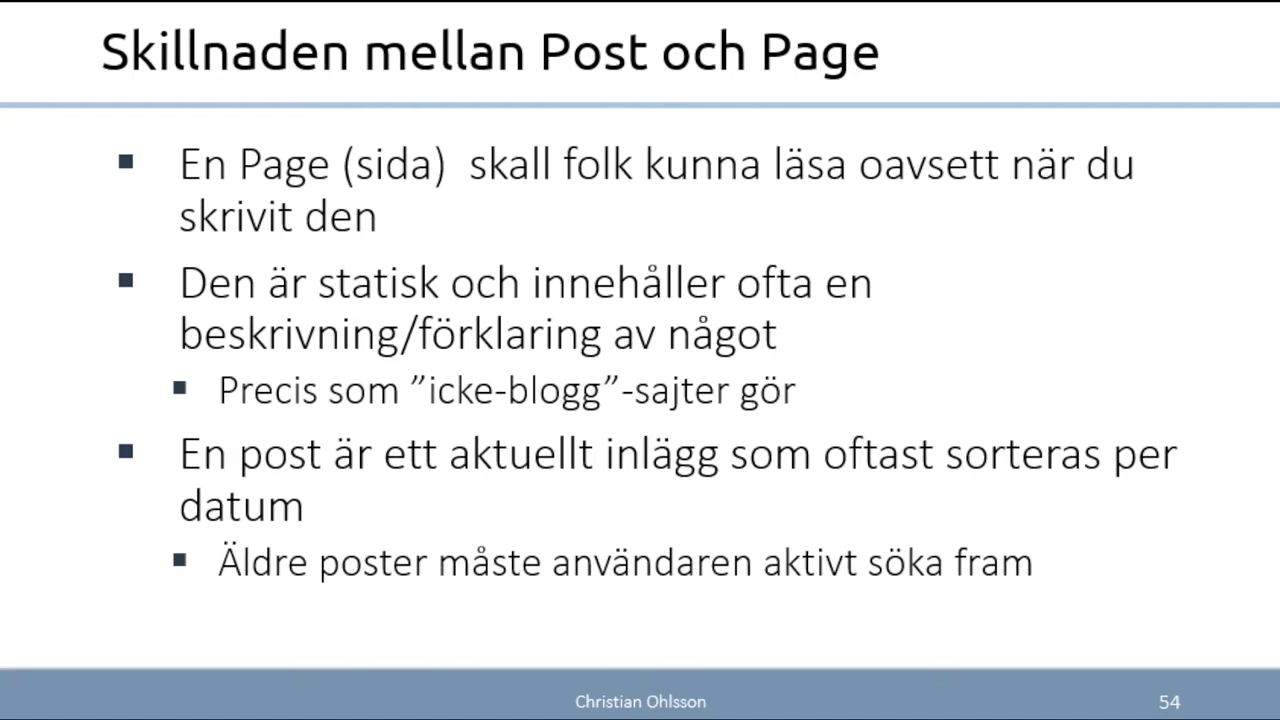 Skillnaden mellan Post och Page
▪ En Page (sida)  skall folk kunna läsa oavsett när du
skrivit den
▪ Den är statisk och innehåller ofta en
beskrivning/förklaring av något
▪ Precis som ”icke-blogg”-sajter gör
▪ En post är ett aktuellt inlägg som oftast sorteras per
datum
▪ Äldre poster måste användaren aktivt söka fram
Christian Ohlsson
54